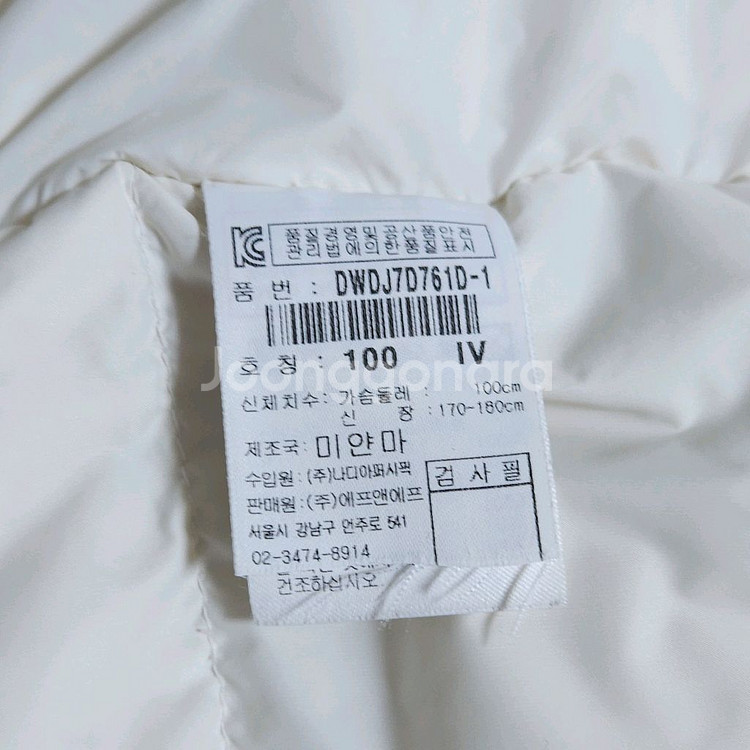 품질경영및공산품안전
관리법에의한품질표시
품 번 : DWDJ7D761D-1
호 칭 : 100 IV
Joonggonara
신체치수: 가슴둘레 : 100cm
신 장 : 170-180cm
제조국: 미얀마
수입원 : (주)나디아퍼시픽
판매원 : (주)에프앤에프
검 사 필
서울시 강남구 언주로 541
02-3474-8914
건조하십시오